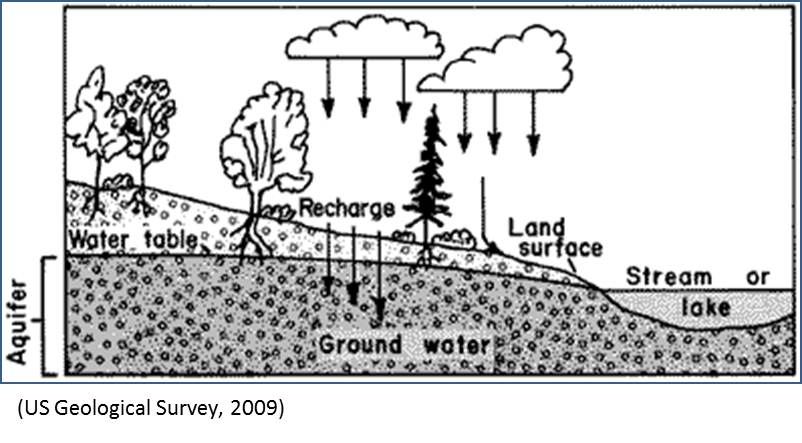 Recharge
Land
surface
Water table
Stream or
lake
Aquifer
Ground water
(US Geological Survey, 2009)